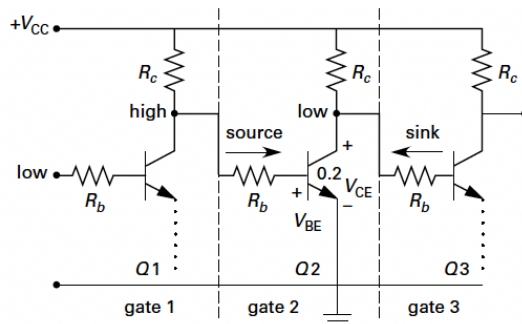 +VCC
Rc
Rc
Rc
high
low
source
sink
low
+
0.2
VCE
Rb
Rb
+
Rb
VBE
−
Q1
Q2
Q3
gate 1
gate 2
gate 3